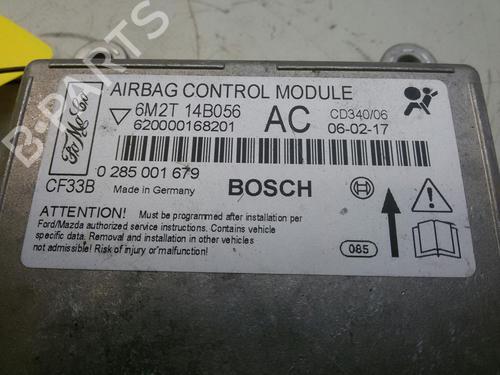 B-PARTS
AIRBAG CONTROL MODULE
6M2T 14B056
AC
CD340/06
620000168201
06-02-17
FoMoCo
0 285 001 679
BOSCH
CF33B
Made in Germany
ATTENTION! Must be programmed after installation per
Ford/Mazda authorized service instructions. Contains vehicle
specific data. Removal and installation in other vehicles
not admissible! Risk of injury or malfunction!
085